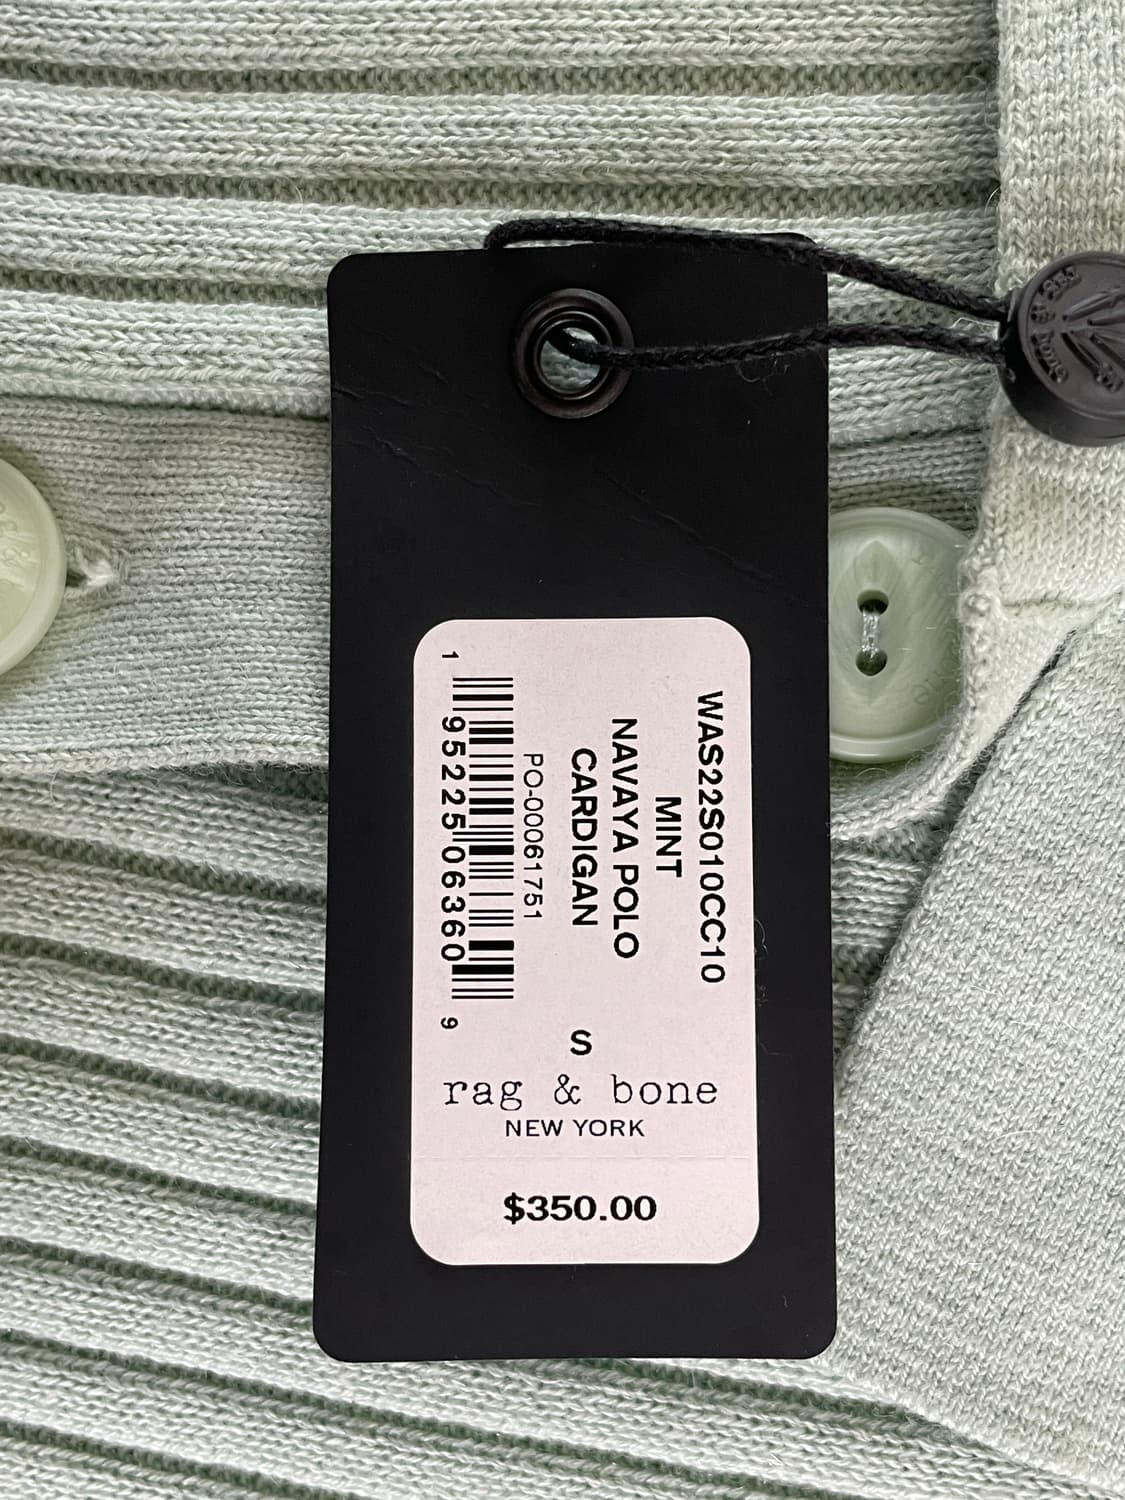 WAS22S010CC10
MINT
NAVAYA POLO
CARDIGAN
PO-00061751
1 95225 06360 9
S
rag & bone
NEW YORK
$350.00